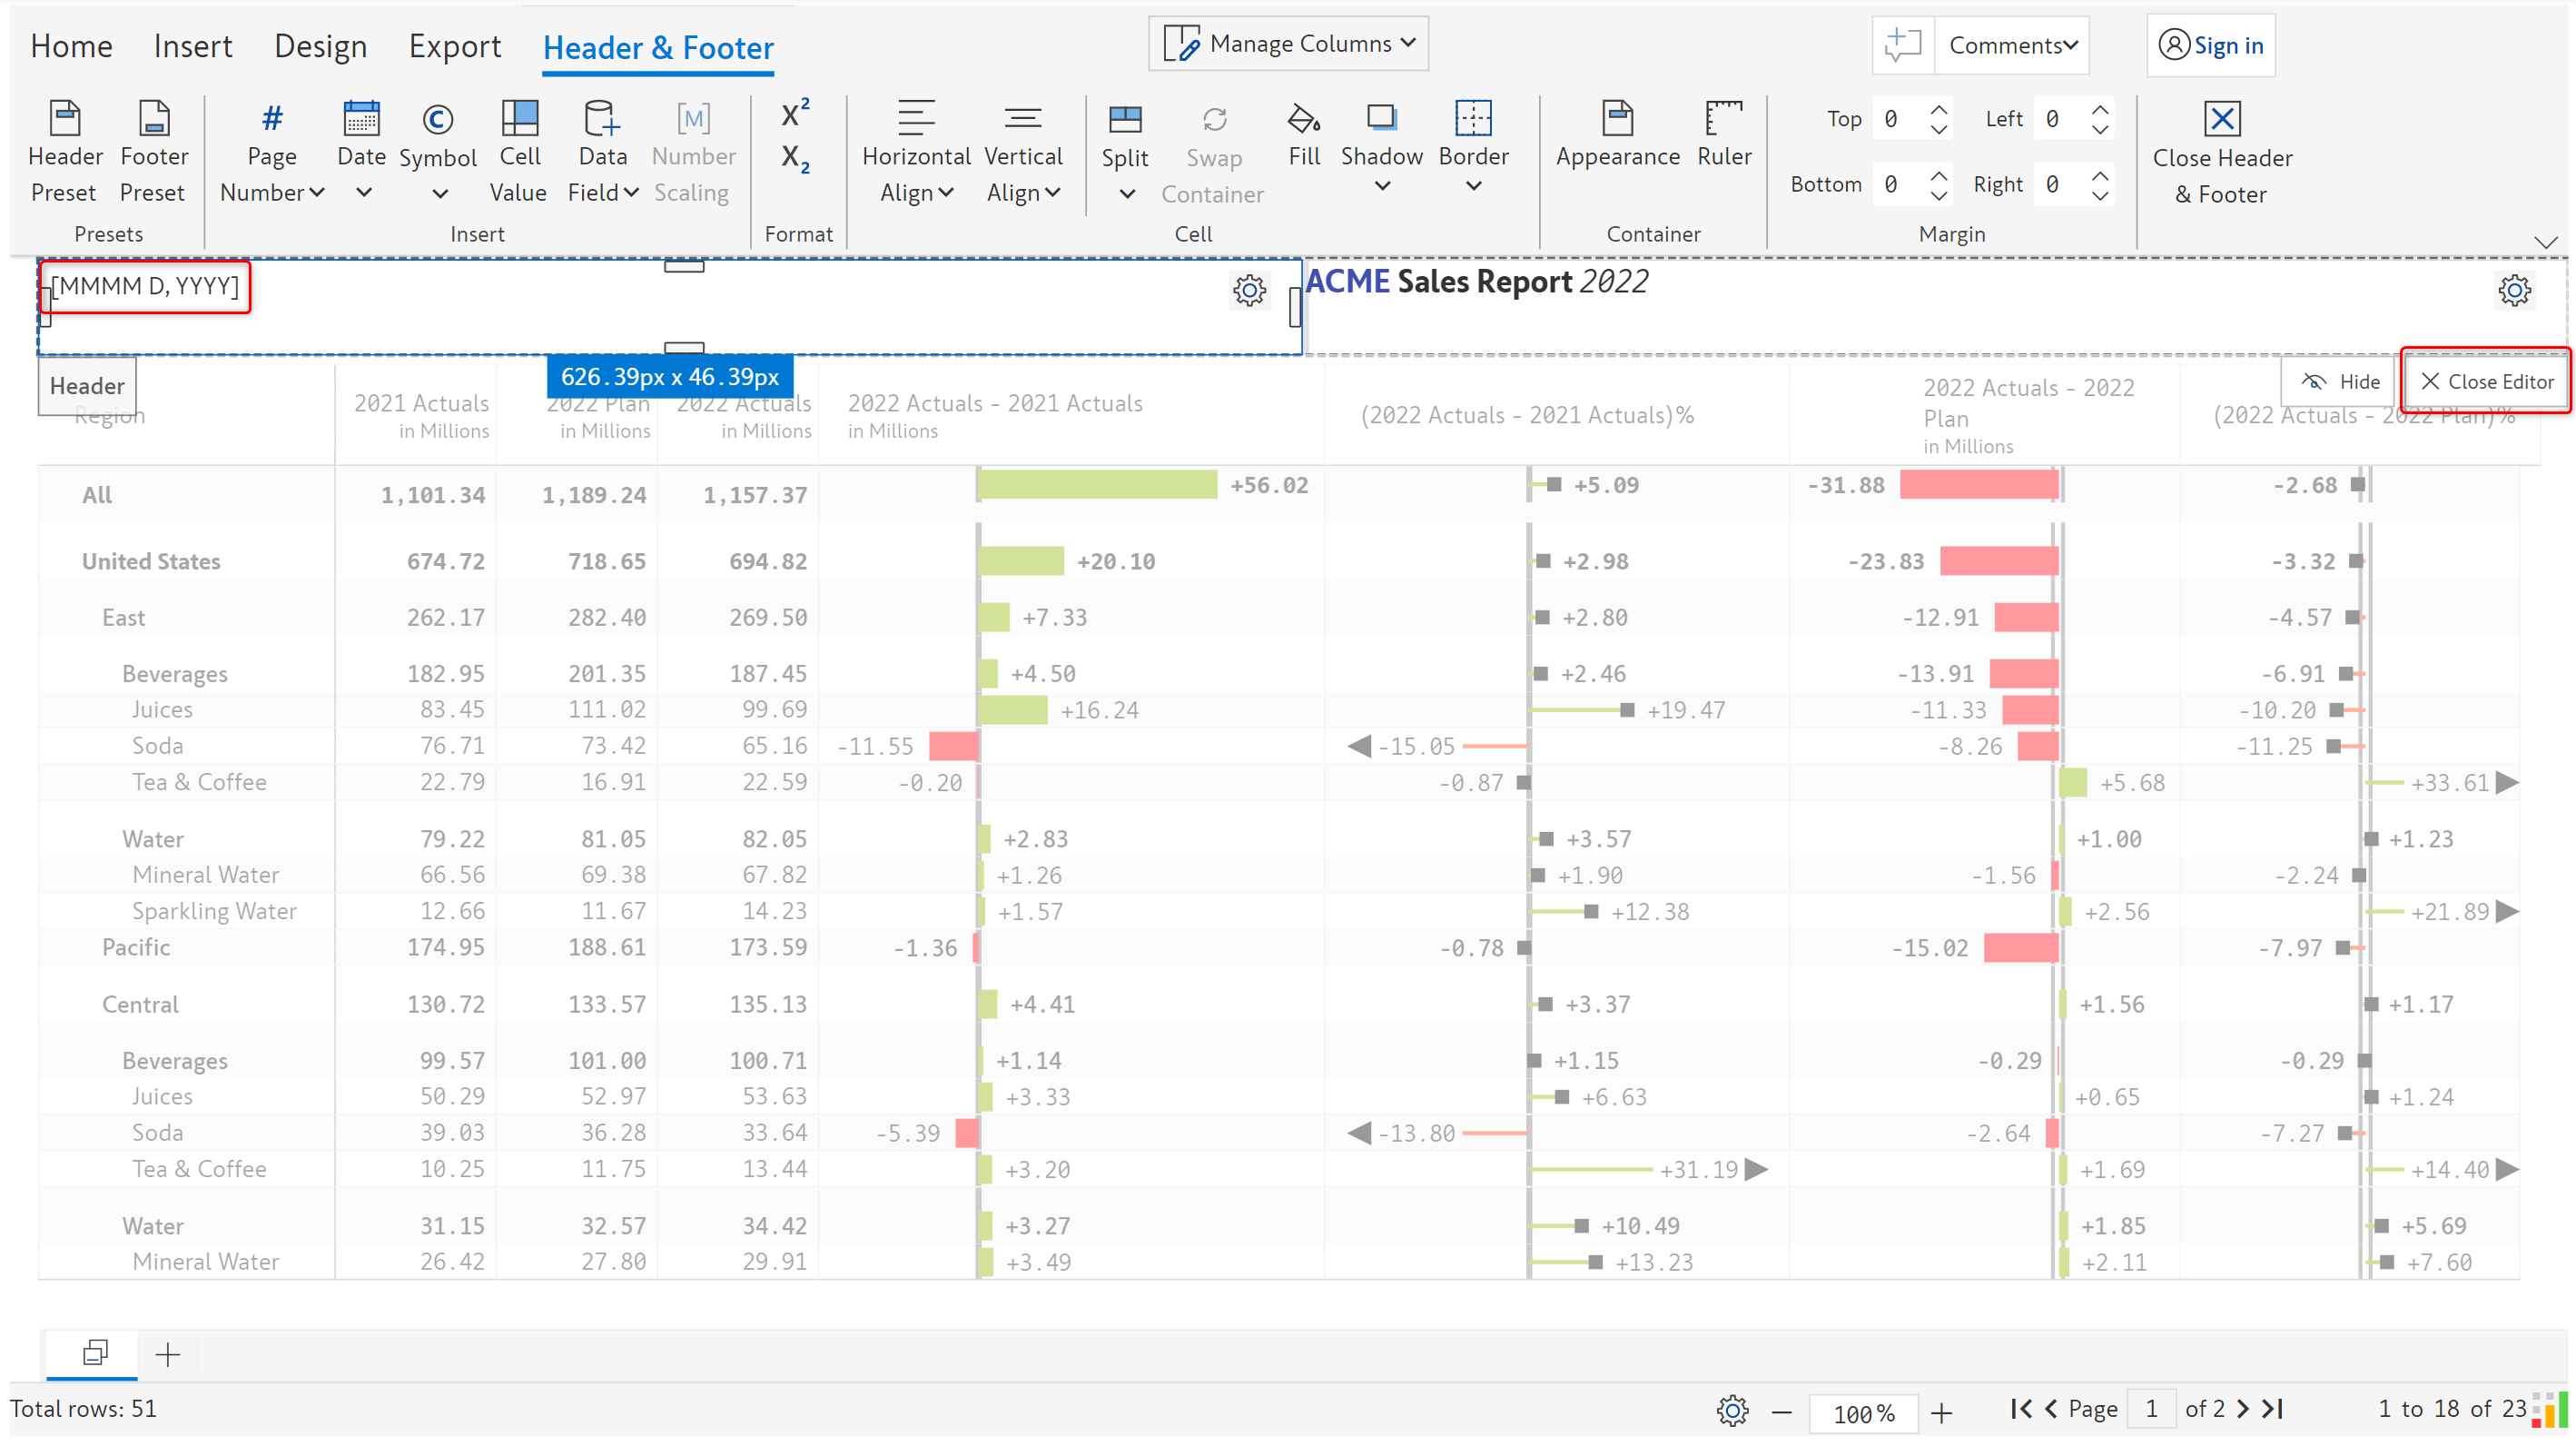 Home Insert Design Export Header & Footer Manage Columns Comments Sign in
Header Preset Footer Preset Page Number Date Symbol Cell Value Data Field [M] Number Scaling X² X₂ Horizontal Align Vertical Align Split Swap Container Fill Shadow Border Appearance Ruler Top 0 Left 0 Bottom 0 Right 0 Close Header & Footer
Presets Insert Format Cell Container Margin
[MMMM D, YYYY] ACME Sales Report 2022
626.39px x 46.39px
Header Hide Close Editor
Region 2021 Actuals in Millions 2022 Plan in Millions 2022 Actuals in Millions 2022 Actuals - 2021 Actuals in Millions (2022 Actuals - 2021 Actuals)% 2022 Actuals - 2022 Plan in Millions (2022 Actuals - 2022 Plan)%
All 1,101.34 1,189.24 1,157.37 +56.02 +5.09 -31.88 -2.68
United States 674.72 718.65 694.82 +20.10 +2.98 -23.83 -3.32
East 262.17 282.40 269.50 +7.33 +2.80 -12.91 -4.57
Beverages 182.95 201.35 187.45 +4.50 +2.46 -13.91 -6.91
Juices 83.45 111.02 99.69 +16.24 +19.47 -11.33 -10.20
Soda 76.71 73.42 65.16 -11.55 -15.05 -8.26 -11.25
Tea & Coffee 22.79 16.91 22.59 -0.20 -0.87 +5.68 +33.61
Water 79.22 81.05 82.05 +2.83 +3.57 +1.00 +1.23
Mineral Water 66.56 69.38 67.82 +1.26 +1.90 -1.56 -2.24
Sparkling Water 12.66 11.67 14.23 +1.57 +12.38 +2.56 +21.89
Pacific 174.95 188.61 173.59 -1.36 -0.78 -15.02 -7.97
Central 130.72 133.57 135.13 +4.41 +3.37 +1.56 +1.17
Beverages 99.57 101.00 100.71 +1.14 +1.15 -0.29 -0.29
Juices 50.29 52.97 53.63 +3.33 +6.63 +0.65 +1.24
Soda 39.03 36.28 33.64 -5.39 -13.80 -2.64 -7.27
Tea & Coffee 10.25 11.75 13.44 +3.20 +31.19 +1.69 +14.40
Water 31.15 32.57 34.42 +3.27 +10.49 +1.85 +5.69
Mineral Water 26.42 27.80 29.91 +3.49 +13.23 +2.11 +7.60
Total rows: 51 100% Page 1 of 2 1 to 18 of 23